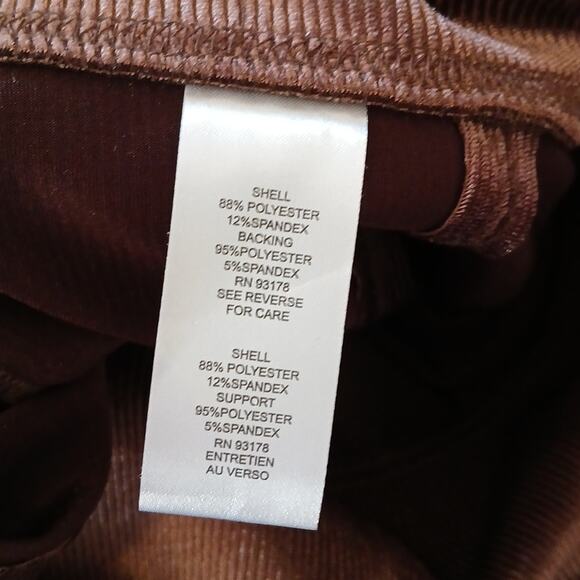 SHELL
88% POLYESTER
12%SPANDEX
BACKING
95%POLYESTER
5%SPANDEX
RN 93178
SEE REVERSE
FOR CARE
SHELL
88% POLYESTER
12%SPANDEX
SUPPORT
95%POLYESTER
5%SPANDEX
RN 93178
ENTRETIEN
AU VERSO